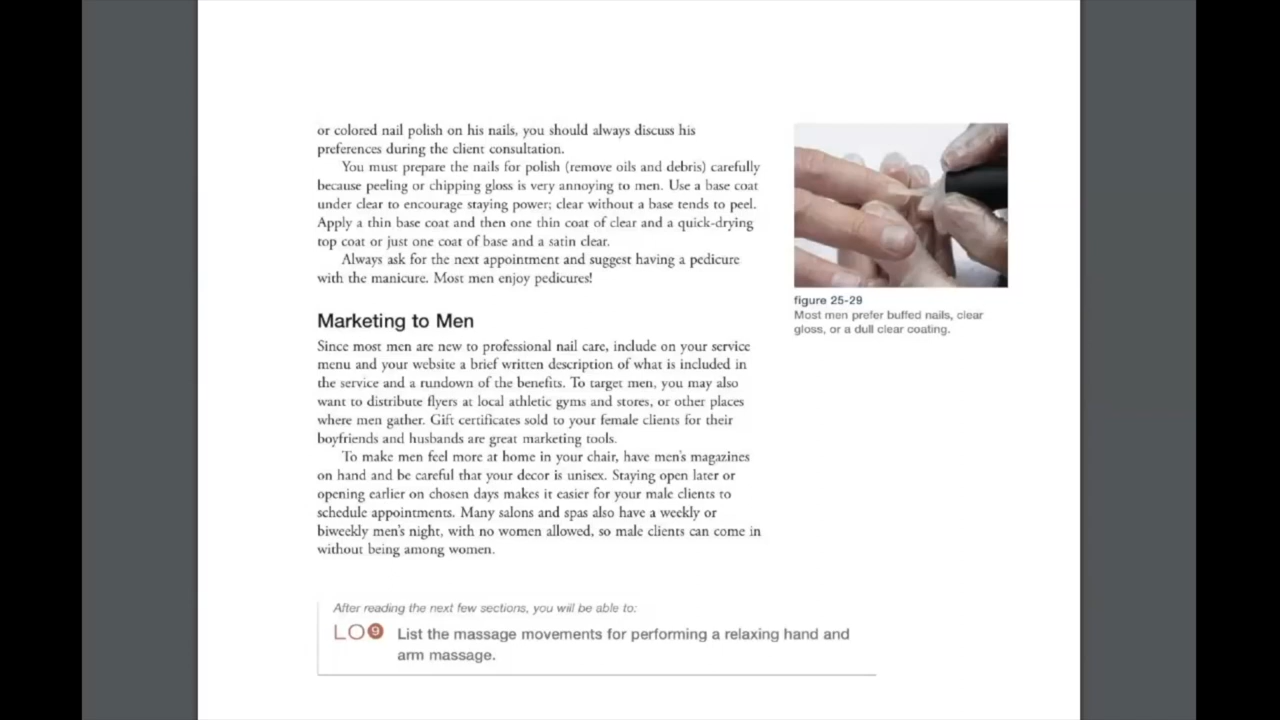 or colored nail polish on his nails, you should always discuss his
preferences during the client consultation.
You must prepare the nails for polish (remove oils and debris) carefully
because peeling or chipping gloss is very annoying to men. Use a base coat
under clear to encourage staying power; clear without a base tends to peel.
Apply a thin base coat and then one thin coat of clear and a quick-drying
top coat or just one coat of base and a satin clear.
Always ask for the next appointment and suggest having a pedicure
with the manicure. Most men enjoy pedicures!
figure 25-29
Most men prefer buffed nails, clear
gloss, or a dull clear coating.
Marketing to Men
Since most men are new to professional nail care, include on your service
menu and your website a brief written description of what is included in
the service and a rundown of the benefits. To target men, you may also
want to distribute flyers at local athletic gyms and stores, or other places
where men gather. Gift certificates sold to your female clients for their
boyfriends and husbands are great marketing tools.
To make men feel more at home in your chair, have men's magazines
on hand and be careful that your decor is unisex. Staying open later or
opening earlier on chosen days makes it easier for your male clients to
schedule appointments. Many salons and spas also have a weekly or
biweekly men's night, with no women allowed, so male clients can come in
without being among women.
After reading the next few sections, you will be able to:
LO9 List the massage movements for performing a relaxing hand and
arm massage.